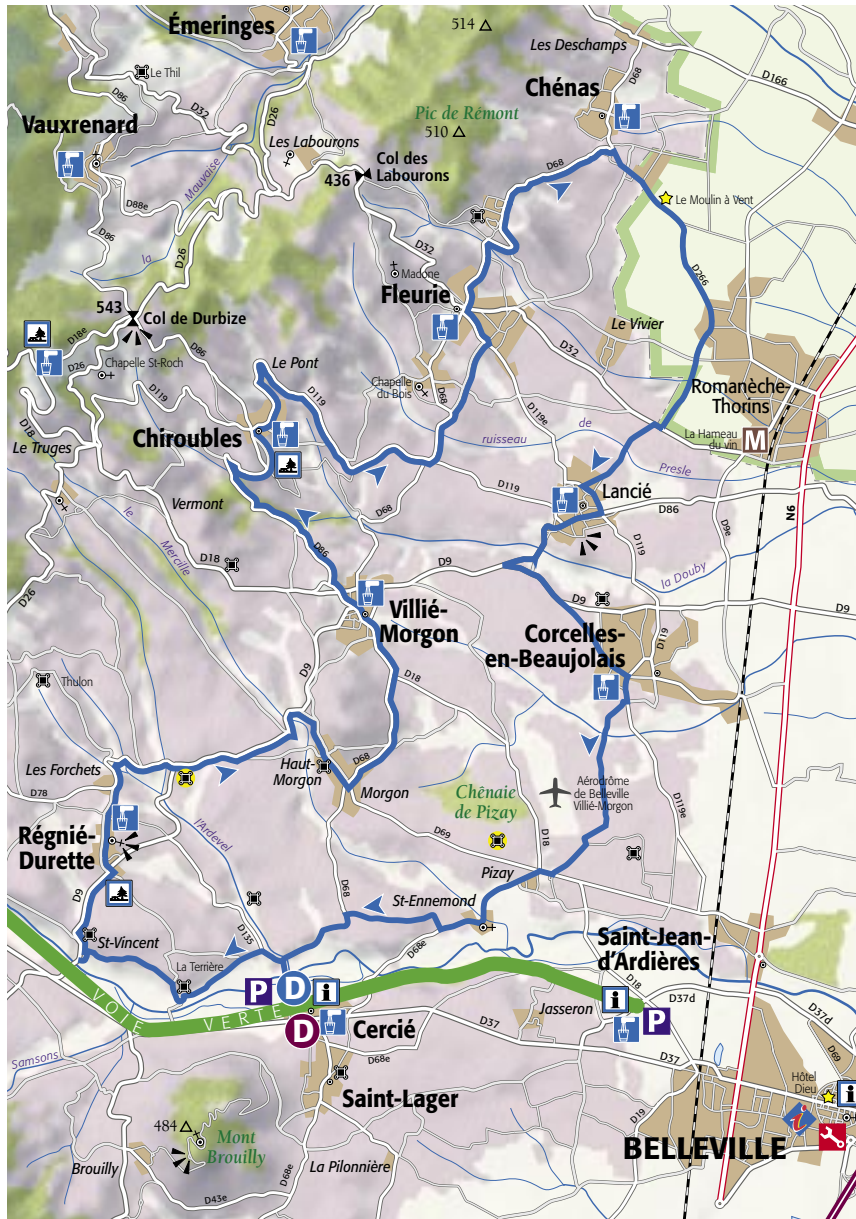 Émeringes
514
Les Deschamps
D68
D166
Le Thil
D86
D32
D26
Chénas
Pic de Rémont
510
Vauxrenard
Les Labourons
Col des
Labourons
436
Mauvaise
la
D88e
D86
D26
D68
Le Moulin à Vent
D32
Madone
D266
Fleurie
543
Col de Durbize
D18e
D26
Chapelle St-Roch
D86
Le Pont
Le Vivier
D32
D119
D119
Chapelle
du Bois
D68
D119e
Romanèche-
Thorins
Chiroubles
D18
Le Truges
ruisseau
de
Presle
La Hameau
du vin
M
Vermont
D68
D119
Lancié
D86
le
Mercille
D18
D86
D9
D119
la Douby
D9e
N6
D26
Villié-
Morgon
D9
D9
Corcelles-
en-Beaujolais
D119
Thulon
D9
D18
Les Forchets
D78
Haut-
Morgon
D68
Morgon
Chênaie
de Pizay
Aérodrome
de Belleville
Villié-Morgon
D119e
Régnié-
Durette
l'Ardevel
D69
D18
Pizay
D9
D68
St-Ennemond
St-Vincent
D135
D68e
Saint-Jean-
d'Ardières
La Terrière
P
D
i
D18
i
D37d
VOIE VERTE
D
Cercié
Jasseron
P
D37
D37d
Samsons
D68e
D37
D69
Hôtel
Dieu
i
Saint-Lager
D19
484
Mont
Brouilly
i
BELLEVILLE
Brouilly
D68e
La Pilonnière
D43e